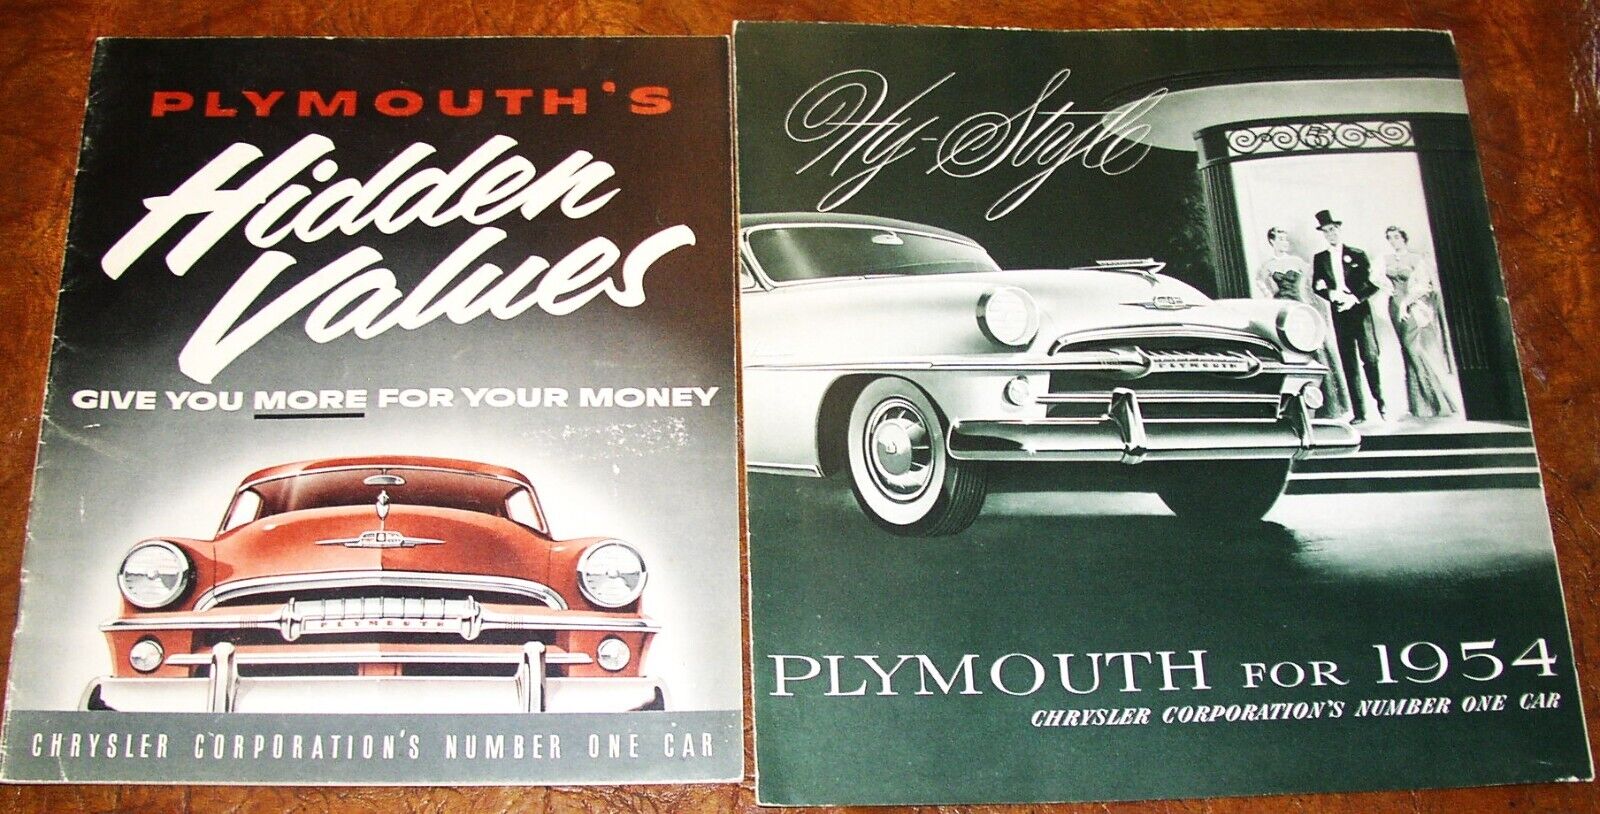 PLYMOUTH'S
Hidden
Values
GIVE YOU MORE FOR YOUR MONEY
PLYMOUTH
CHRYSLER CORPORATION'S NUMBER ONE CAR
Hy-Style
PLYMOUTH
PLYMOUTH FOR 1954
CHRYSLER CORPORATION'S NUMBER ONE CAR